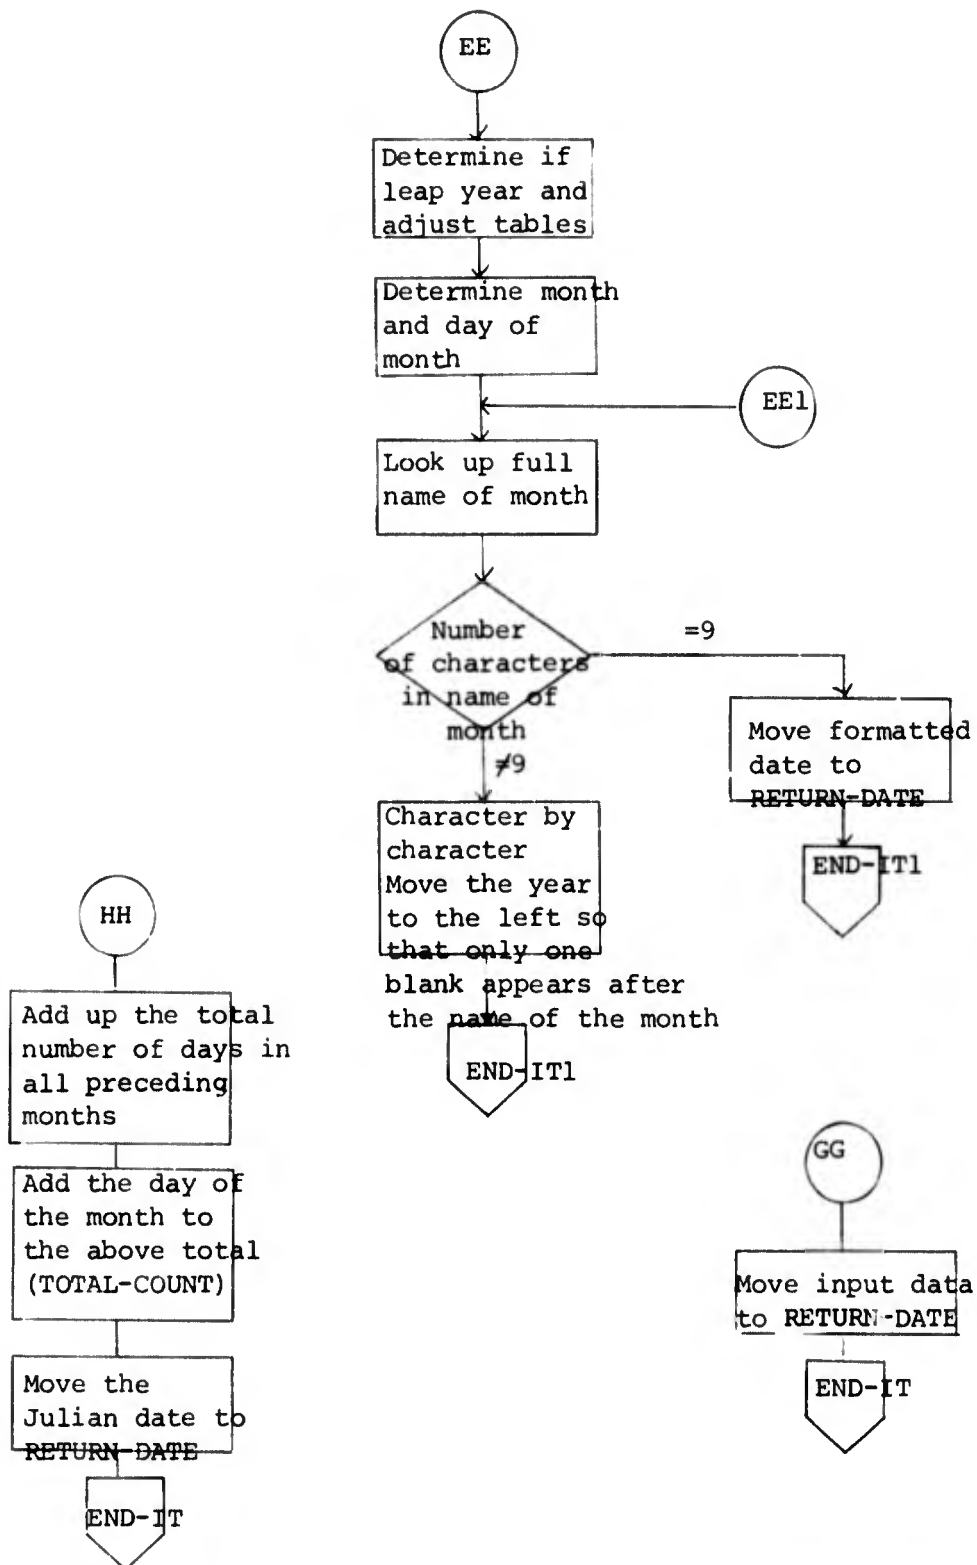 EE
Determine if
leap year and
adjust tables
Determine month
and day of
month
EE1
Look up full
name of month
Number
of characters
in name of
month
=9
≠9
Move formatted
date to
RETURN-DATE
END-IT1
Character by
character
Move the year
to the left so
that only one
blank appears after
the name of the month
END-IT1
HH
Add up the total
number of days in
all preceding
months
Add the day of
the month to
the above total
(TOTAL-COUNT)
Move the
Julian date to
RETURN-DATE
END-IT
GG
Move input data
to RETURN-DATE
END-IT